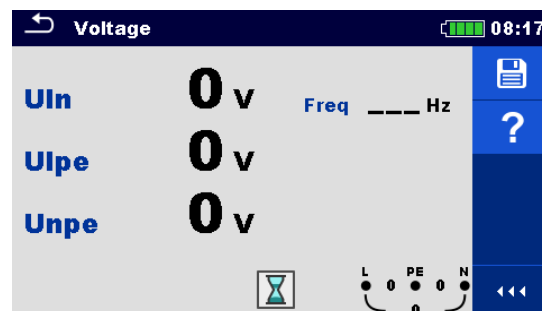 Voltage 08:17
Uln 0 V Freq ___ Hz
?
Ulpe 0 V
Unpe 0 V
L PE N
0 0
0